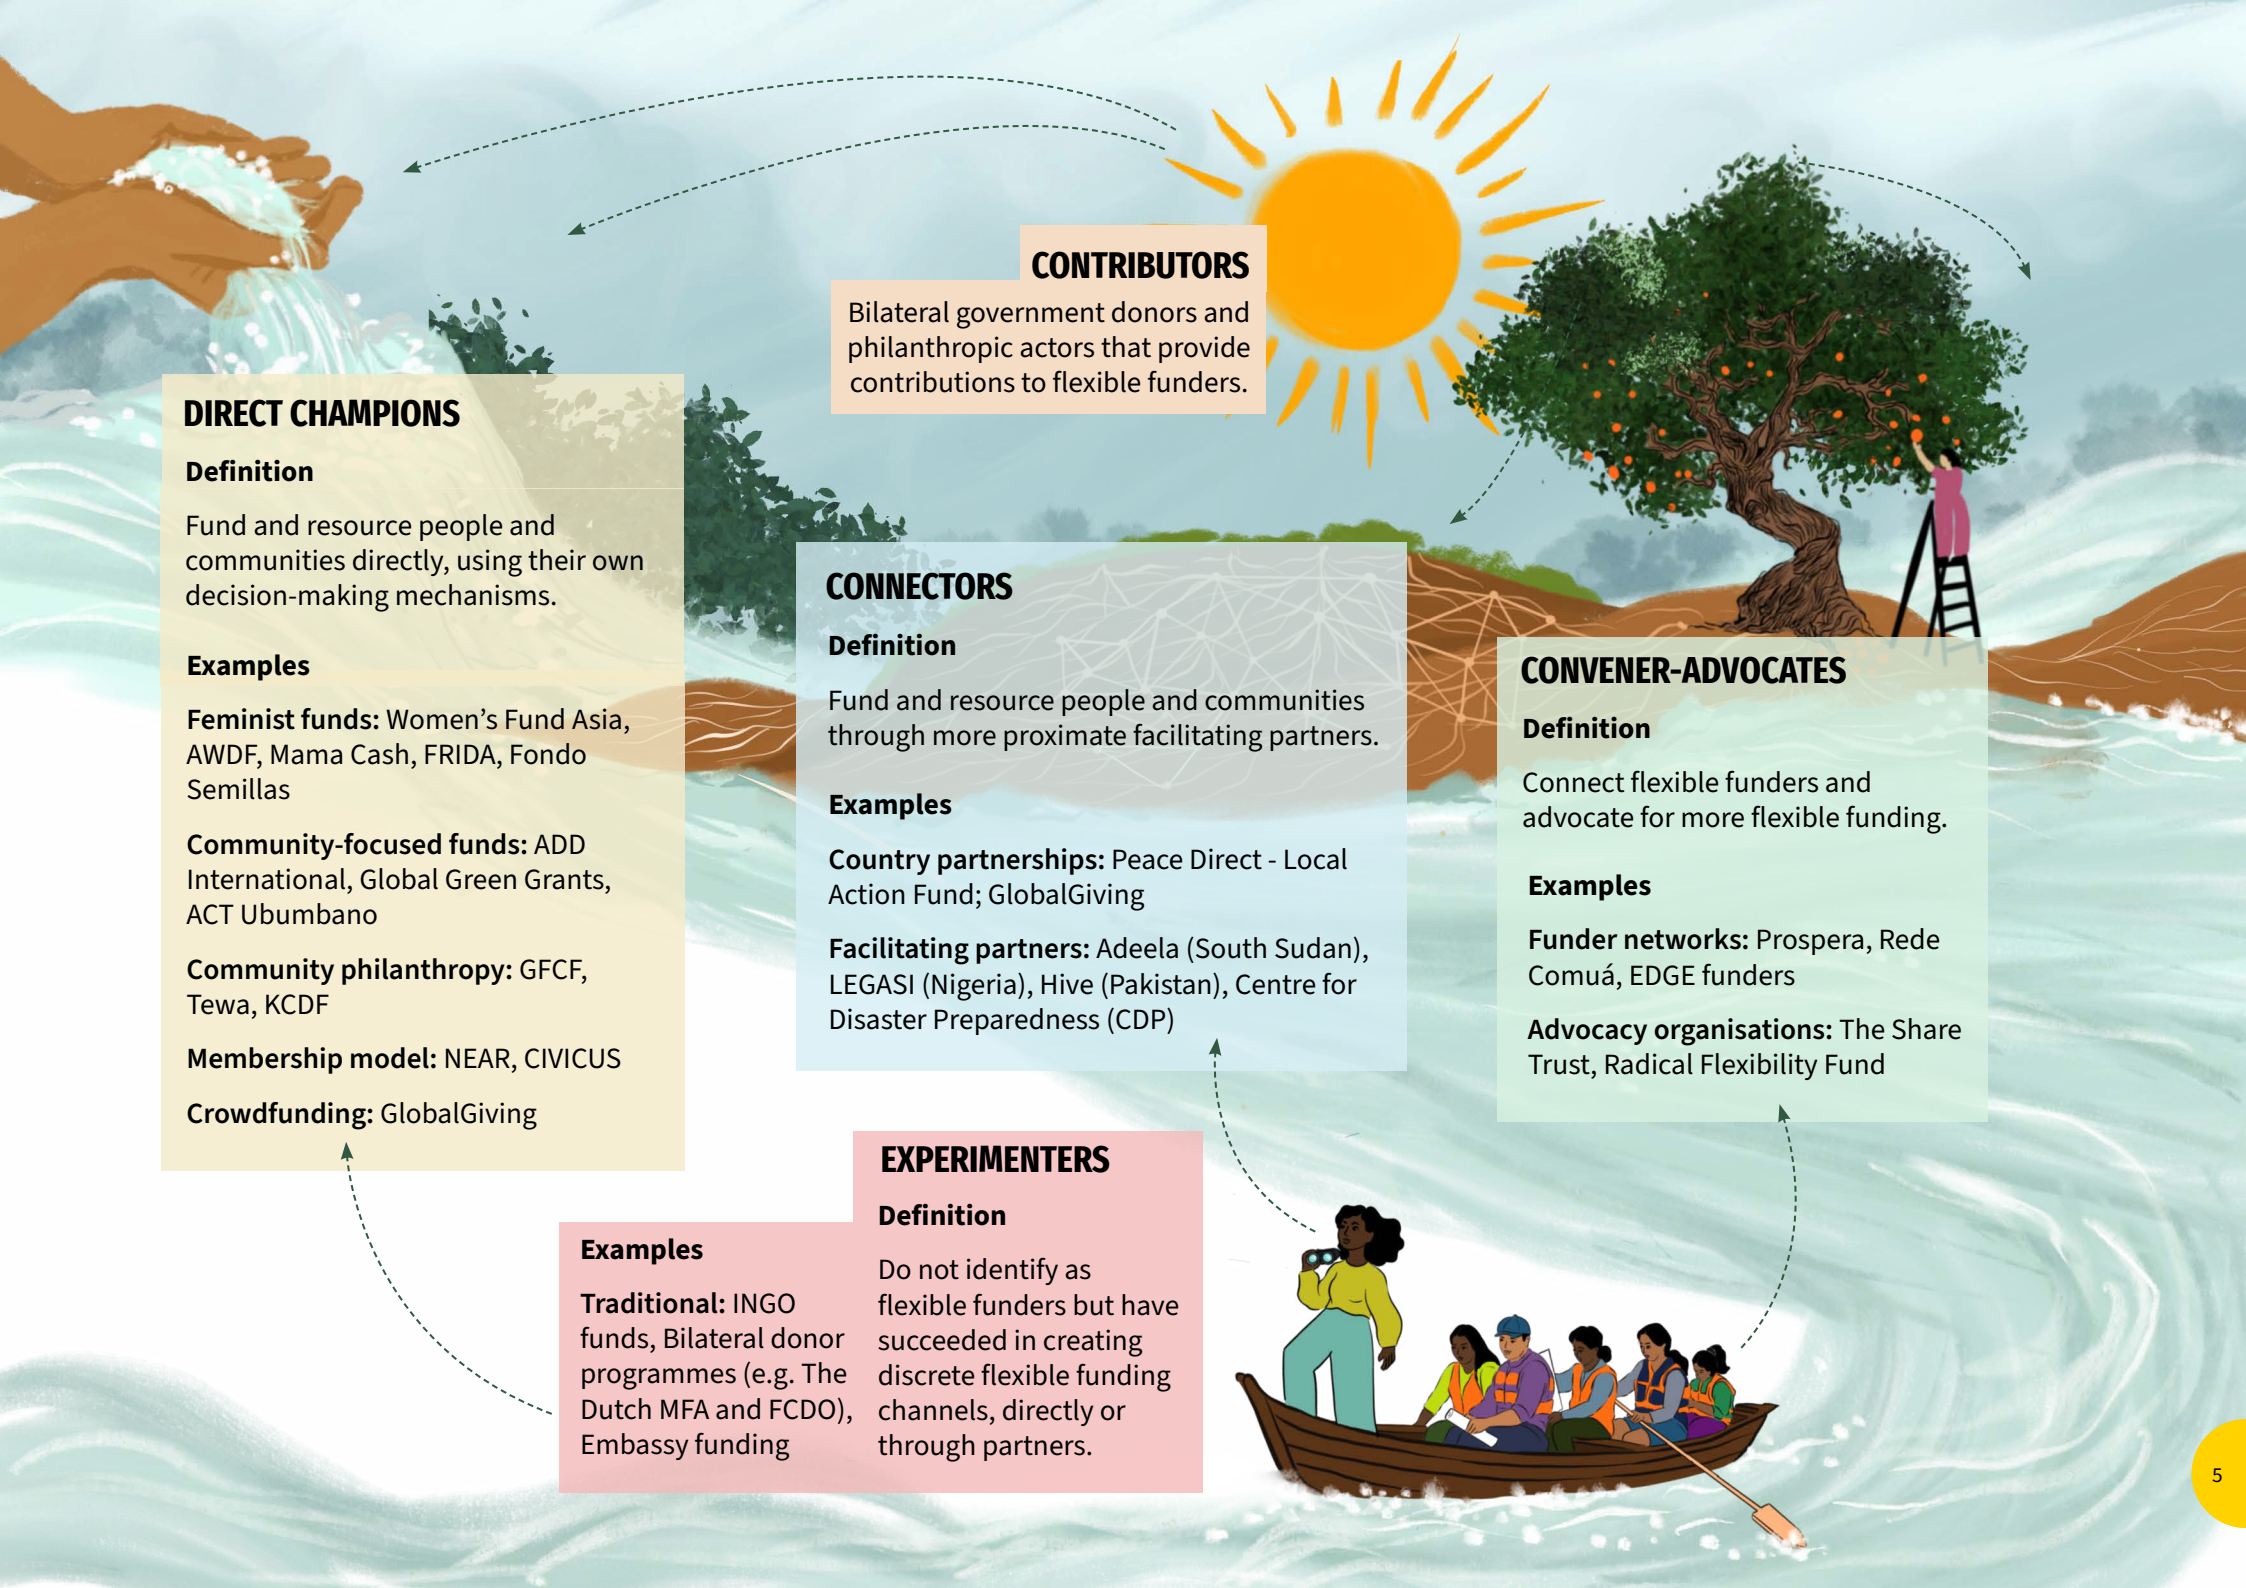 CONTRIBUTORS
Bilateral government donors and
philanthropic actors that provide
contributions to flexible funders.
DIRECT CHAMPIONS
Definition
Fund and resource people and
communities directly, using their own
decision-making mechanisms.
Examples
Feminist funds: Women’s Fund Asia,
AWDF, Mama Cash, FRIDA, Fondo
Semillas
Community-focused funds: ADD
International, Global Green Grants,
ACT Ubumbano
Community philanthropy: GFCF,
Tewa, KCDF
Membership model: NEAR, CIVICUS
Crowdfunding: GlobalGiving
CONNECTORS
Definition
Fund and resource people and communities
through more proximate facilitating partners.
Examples
Country partnerships: Peace Direct - Local
Action Fund; GlobalGiving
Facilitating partners: Adeela (South Sudan),
LEGASI (Nigeria), Hive (Pakistan), Centre for
Disaster Preparedness (CDP)
CONVENER-ADVOCATES
Definition
Connect flexible funders and
advocate for more flexible funding.
Examples
Funder networks: Prospera, Rede
Comuá, EDGE funders
Advocacy organisations: The Share
Trust, Radical Flexibility Fund
EXPERIMENTERS
Definition
Do not identify as
flexible funders but have
succeeded in creating
discrete flexible funding
channels, directly or
through partners.
Examples
Traditional: INGO
funds, Bilateral donor
programmes (e.g. The
Dutch MFA and FCDO),
Embassy funding
5